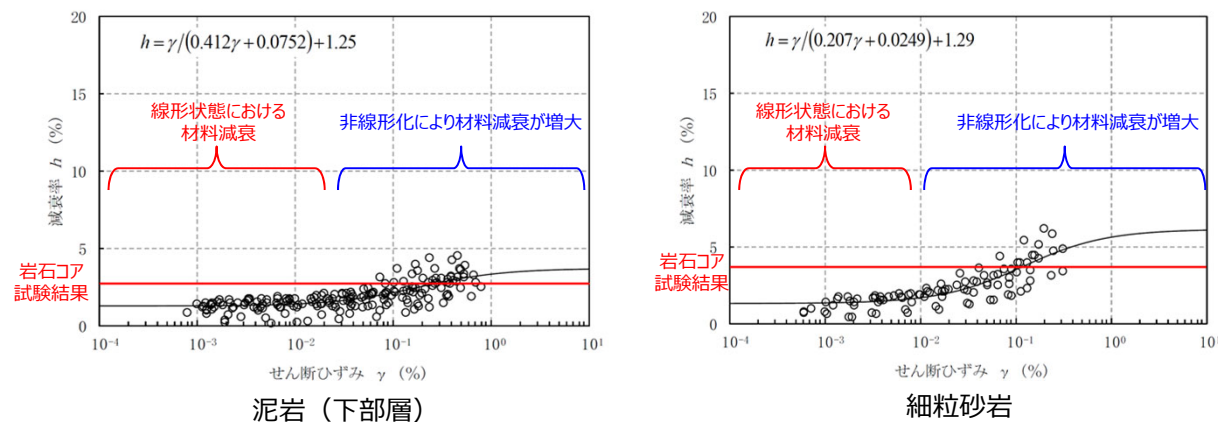 20
15
10
5
0
h=γ/(0.412γ+0.0752)+1.25
線形状態における
材料減衰
非線形化により材料減衰が増大
減衰率 h (%)
岩石コア
試験結果
10⁻⁴ 10⁻³ 10⁻² 10⁻¹ 10⁰ 10¹
せん断ひずみ γ (%)
泥岩（下部層）
20
15
10
5
0
h=γ/(0.207γ+0.0249)+1.29
線形状態における
材料減衰
非線形化により材料減衰が増大
減衰率 h (%)
岩石コア
試験結果
10⁻⁴ 10⁻³ 10⁻² 10⁻¹ 10⁰ 10¹
せん断ひずみ γ (%)
細粒砂岩